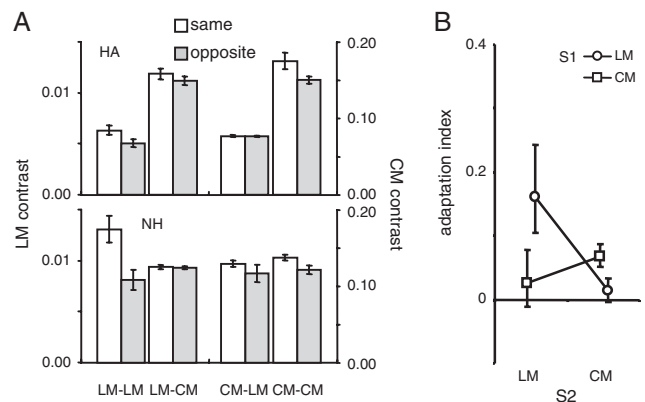 A
same
opposite
HA
0.20
0.01
0.10
0.00
0.00
LM contrast
CM contrast
NH
0.20
0.01
0.10
0.00
0.00
LM-LM LM-CM CM-LM CM-CM
B
0.4
S1 LM
CM
adaptation index
0.2
0
LM CM
S2